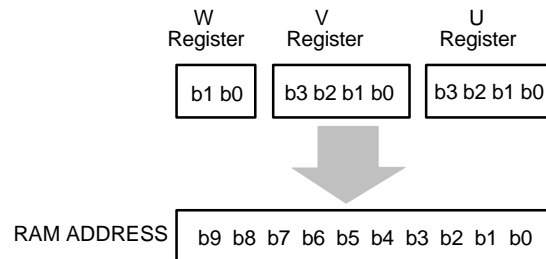 W V U
Register Register Register
b1 b0 b3 b2 b1 b0 b3 b2 b1 b0
RAM ADDRESS b9 b8 b7 b6 b5 b4 b3 b2 b1 b0